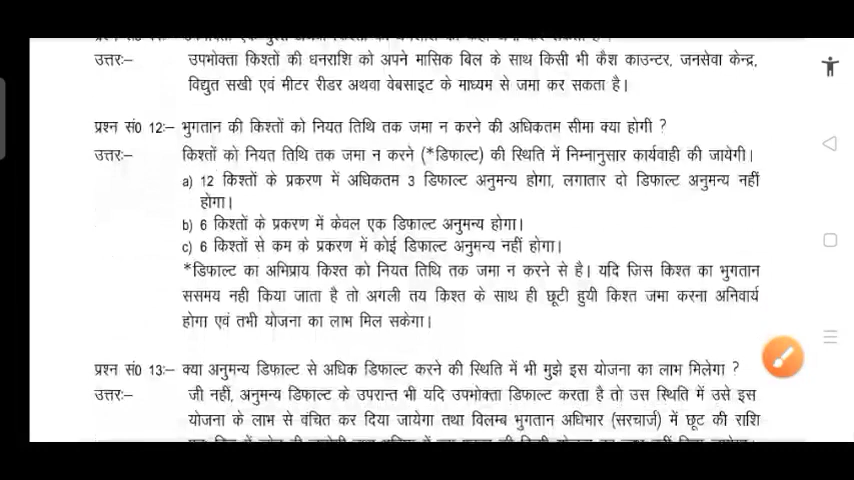 उत्तरः- उपभोक्ता किश्तों की धनराशि को अपने मासिक बिल के साथ किसी भी कैश काउन्टर, जनसेवा केन्द्र,
विद्युत सखी एवं मीटर रीडर अथवा वेबसाइट के माध्यम से जमा कर सकता है।
प्रश्न सं0 12ः- भुगतान की किश्तों को नियत तिथि तक जमा न करने की अधिकतम सीमा क्या होगी ?
उत्तरः- किश्तों को नियत तिथि तक जमा न करने (*डिफाल्ट) की स्थिति में निम्नानुसार कार्यवाही की जायेगी।
a) 12 किश्तों के प्रकरण में अधिकतम 3 डिफाल्ट अनुमन्य होगा, लगातार दो डिफाल्ट अनुमन्य नहीं
होगा।
b) 6 किश्तों के प्रकरण में केवल एक डिफाल्ट अनुमन्य होगा।
c) 6 किश्तों से कम के प्रकरण में कोई डिफाल्ट अनुमन्य नहीं होगा।
*डिफाल्ट का अभिप्राय किश्त को नियत तिथि तक जमा न करने से है। यदि जिस किश्त का भुगतान
ससमय नही किया जाता है तो अगली तय किश्त के साथ ही छूटी हुयी किश्त जमा करना अनिवार्य
होगा एवं तभी योजना का लाभ मिल सकेगा।
प्रश्न सं0 13ः- क्या अनुमन्य डिफाल्ट से अधिक डिफाल्ट करने की स्थिति में भी मुझे इस योजना का लाभ मिलेगा ?
उत्तरः- जी नहीं, अनुमन्य डिफाल्ट के उपरान्त भी यदि उपभोक्ता डिफाल्ट करता है तो उस स्थिति में उसे इस
योजना के लाभ से वंचित कर दिया जायेगा तथा विलम्ब भुगतान अधिभार (सरचार्ज) में छूट की राशि